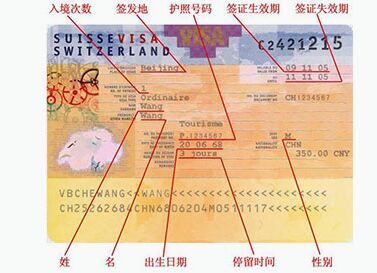 入境次数 签发地 护照号码 签证生效期 签证失效期
SUISSEVISA
SWITZERLAND
VISA
C2421215
Beijing
09 11 05
11 11 05
1
Ordinaire
CH1234567
Wang
Wang
Tourisme
P.1234567
M.
20 06 68
CHN
3 jours
350.00 CNY
VBCHEWANG<<WANG<<<<<<<<<<<<<<<<<<<<<
CH25262684CHN6806204M0511117<<<<<<<<
姓 名 出生日期 停留时间 性别